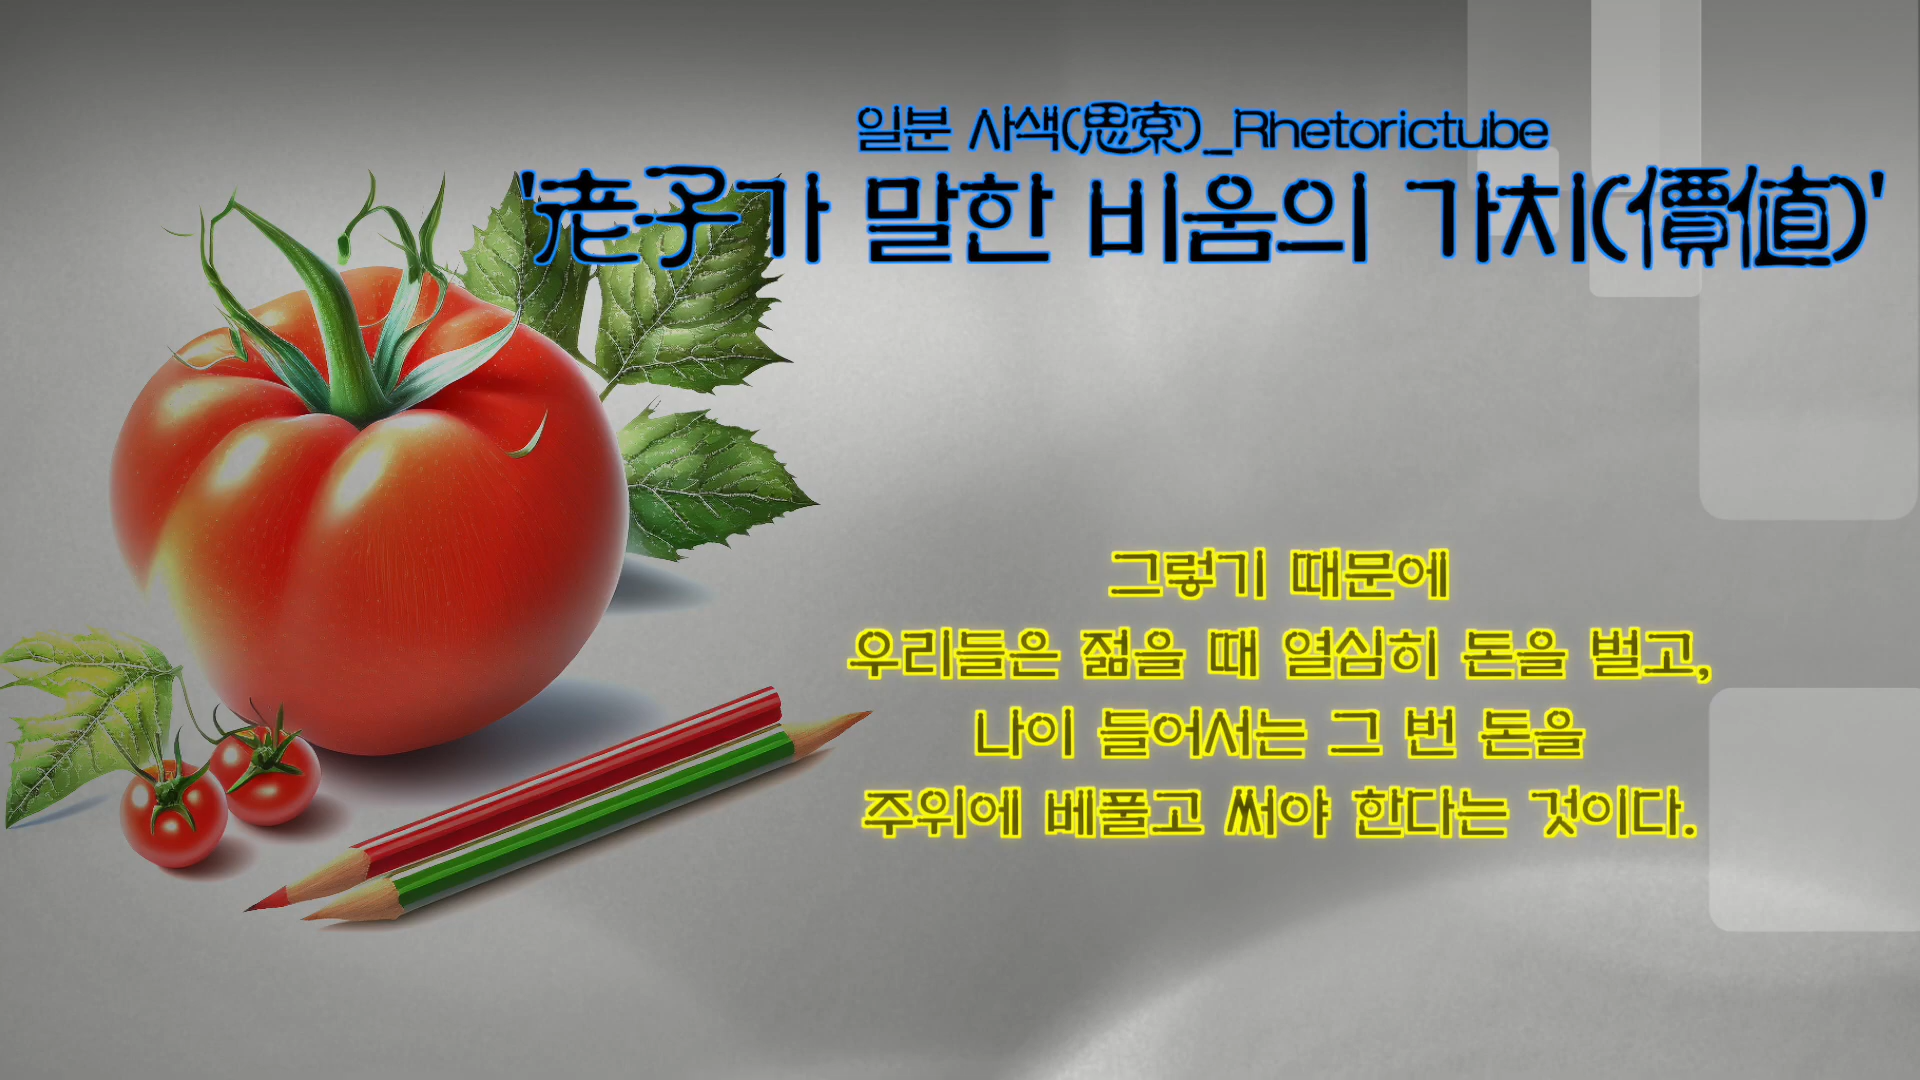 일분 사색(思索)_Rhetorictube
'老子가 말한 비움의 가치(價値)'
그렇기 때문에
우리들은 젊을 때 열심히 돈을 벌고,
나이 들어서는 그 번 돈을
주위에 베풀고 써야 한다는 것이다.